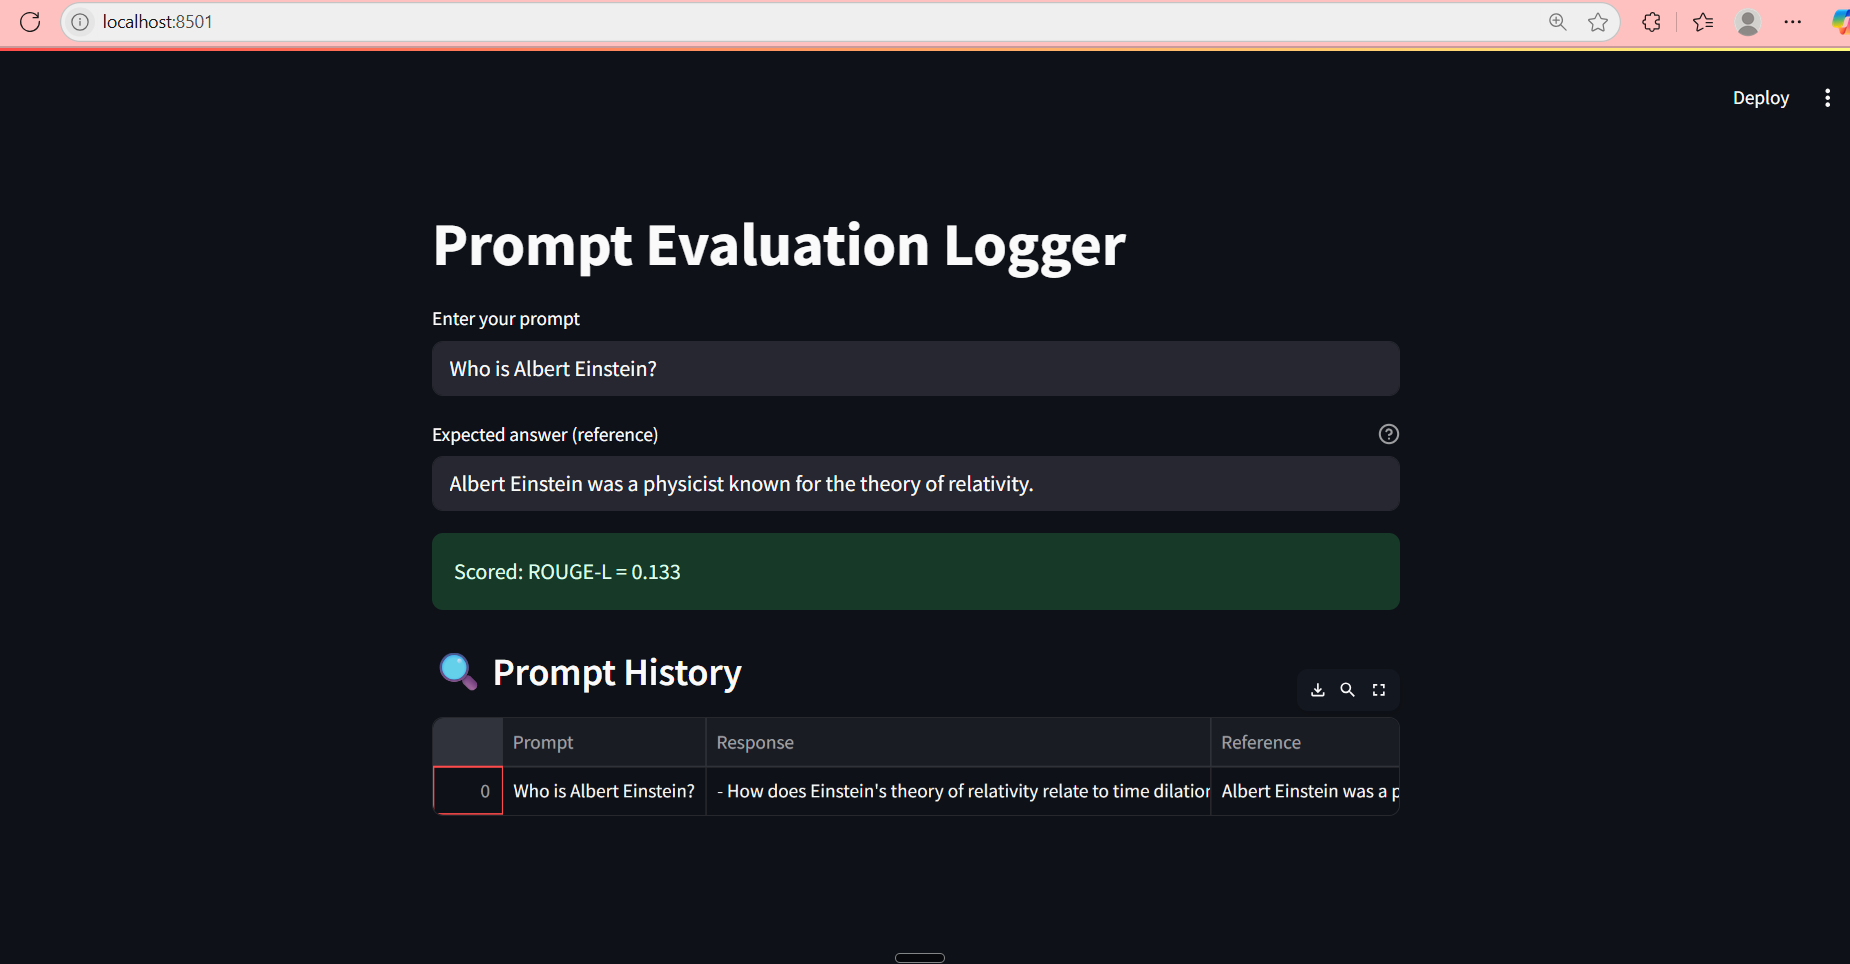 localhost:8501
Deploy
Prompt Evaluation Logger
Enter your prompt
Who is Albert Einstein?
Expected answer (reference)
Albert Einstein was a physicist known for the theory of relativity.
Scored: ROUGE-L = 0.133
🔍 Prompt History
Prompt Response Reference
0 Who is Albert Einstein? - How does Einstein's theory of relativity relate to time dilation Albert Einstein was a p